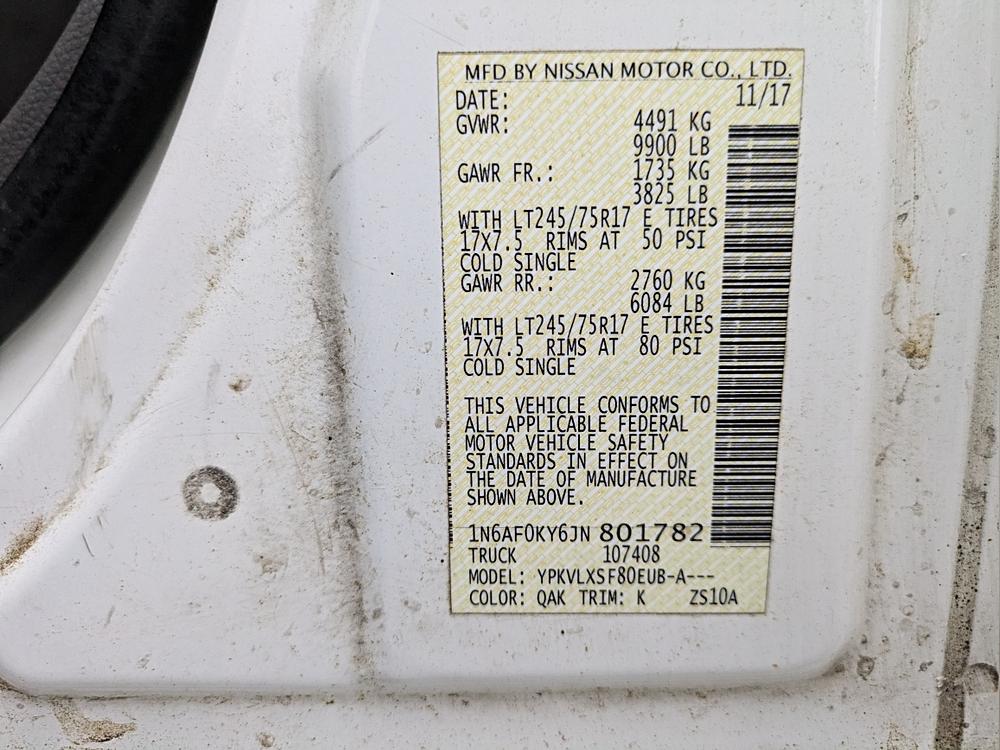 MFD BY NISSAN MOTOR CO., LTD.
DATE: 11/17
GVWR: 4491 KG
9900 LB
GAWR FR.: 1735 KG
3825 LB
WITH LT245/75R17 E TIRES
17X7.5 RIMS AT 50 PSI
COLD SINGLE
GAWR RR.: 2760 KG
6084 LB
WITH LT245/75R17 E TIRES
17X7.5 RIMS AT 80 PSI
COLD SINGLE
THIS VEHICLE CONFORMS TO
ALL APPLICABLE FEDERAL
MOTOR VEHICLE SAFETY
STANDARDS IN EFFECT ON
THE DATE OF MANUFACTURE
SHOWN ABOVE.
1N6AF0KY6JN 801782
TRUCK 107408
MODEL: YPKVLXSF80EUB-A---
COLOR: QAK TRIM: K ZS10A